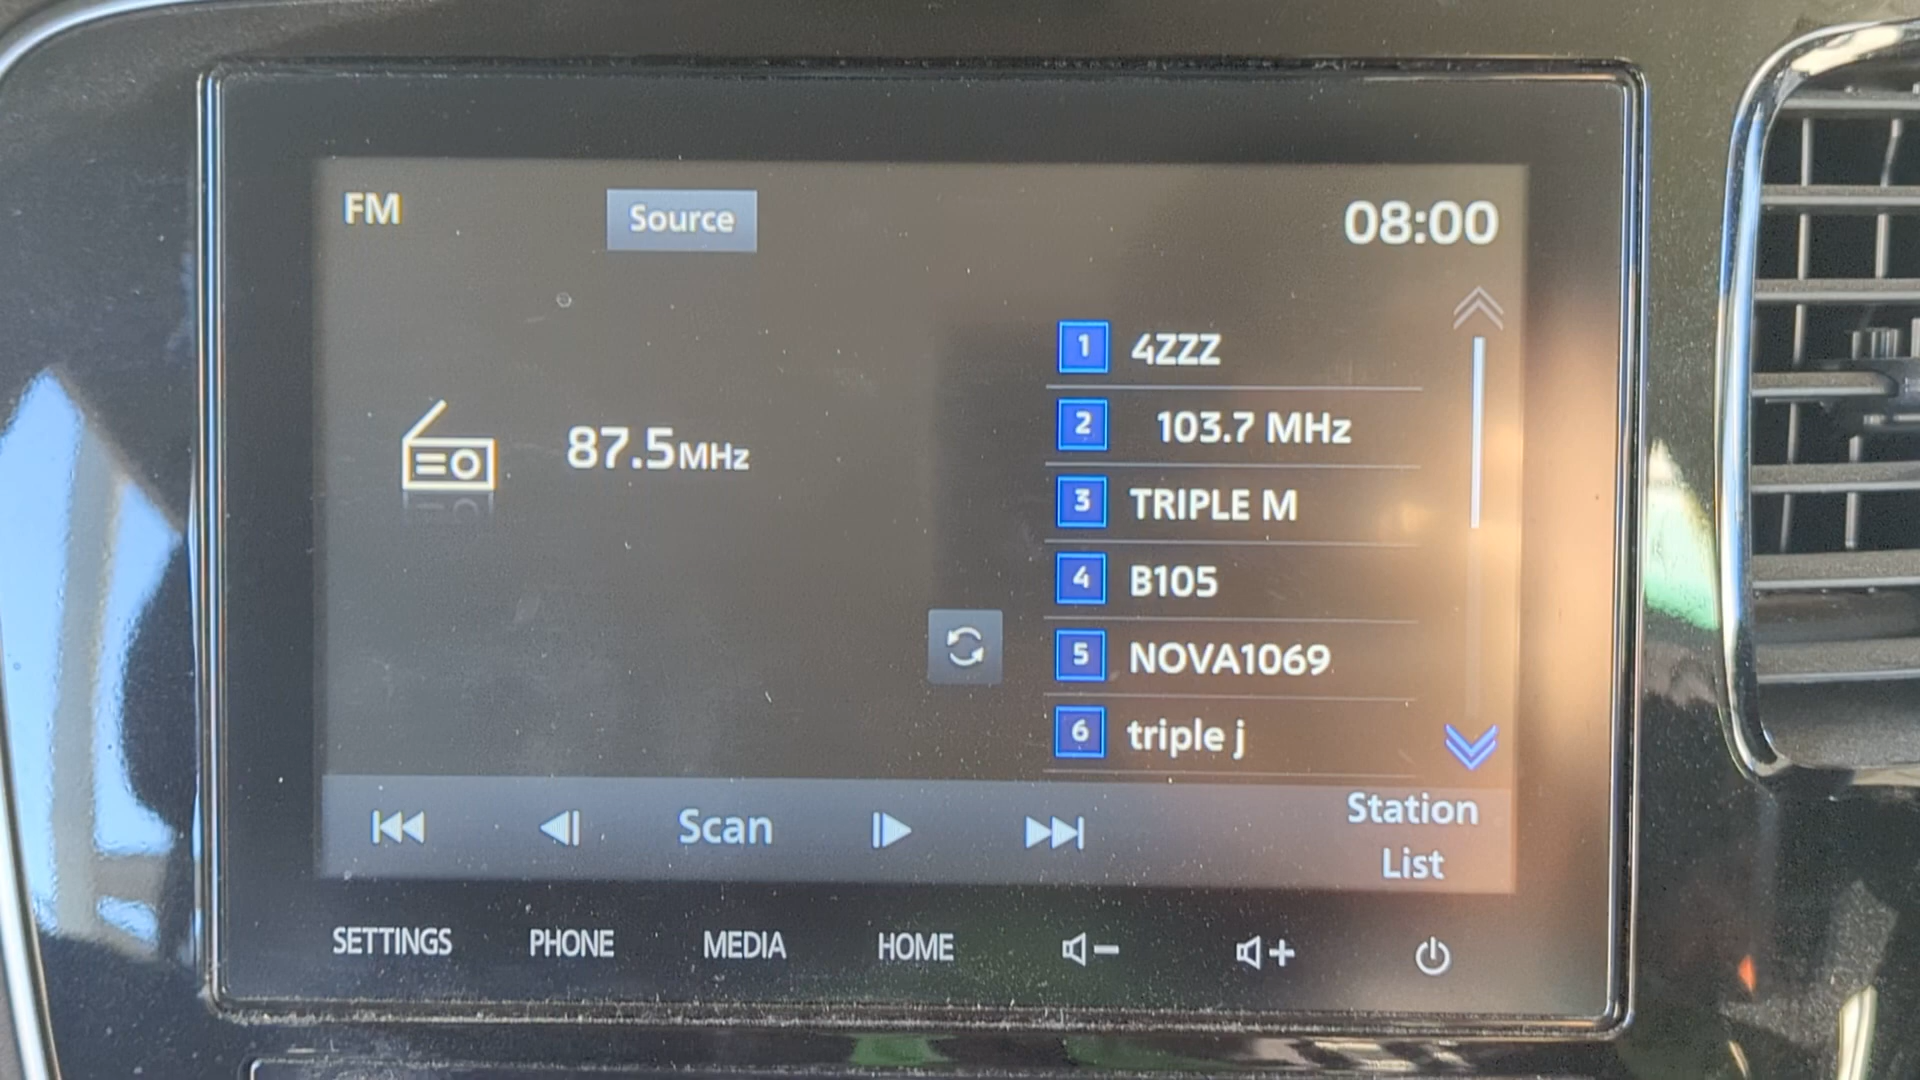 FM
Source
08:00
87.5MHz
1 4ZZZ
2 103.7 MHz
3 TRIPLE M
4 B105
5 NOVA1069
6 triple j
Scan
Station
List
SETTINGS
PHONE
MEDIA
HOME